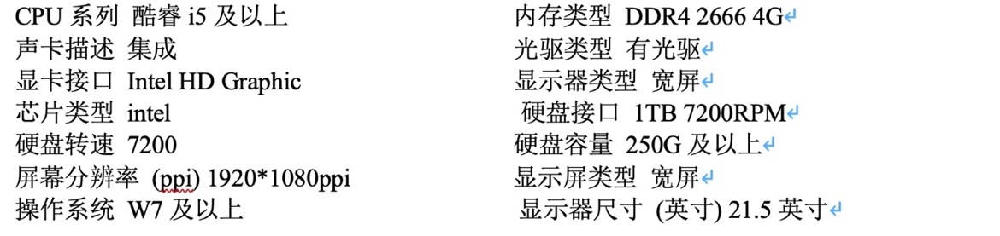 CPU 系列 酷睿 i5 及以上 内存类型 DDR4 2666 4G
声卡描述 集成 光驱类型 有光驱
显卡接口 Intel HD Graphic 显示器类型 宽屏
芯片类型 intel 硬盘接口 1TB 7200RPM
硬盘转速 7200 硬盘容量 250G 及以上
屏幕分辨率 (ppi) 1920*1080ppi 显示屏类型 宽屏
操作系统 W7 及以上 显示器尺寸 (英寸) 21.5 英寸